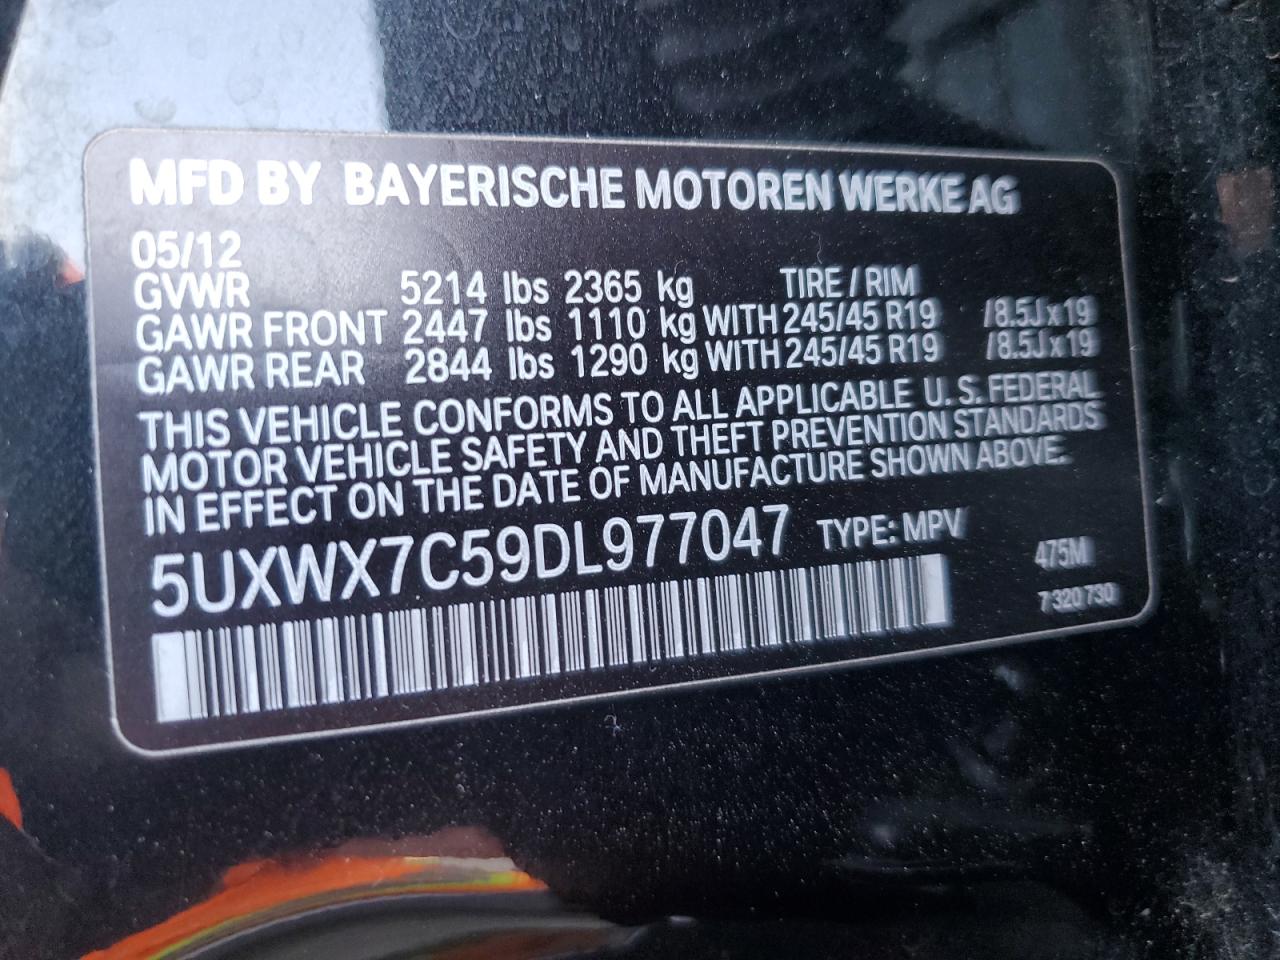 MFD BY BAYERISCHE MOTOREN WERKE AG
05/12
GVWR 5214 lbs 2365 kg TIRE / RIM
GAWR FRONT 2447 lbs 1110 kg WITH 245/45 R19 /8.5J x 19
GAWR REAR 2844 lbs 1290 kg WITH 245/45 R19 /8.5J x 19
THIS VEHICLE CONFORMS TO ALL APPLICABLE U. S. FEDERAL
MOTOR VEHICLE SAFETY AND THEFT PREVENTION STANDARDS
IN EFFECT ON THE DATE OF MANUFACTURE SHOWN ABOVE.
5UXWX7C59DL977047 TYPE: MPV
475M
7 320 730